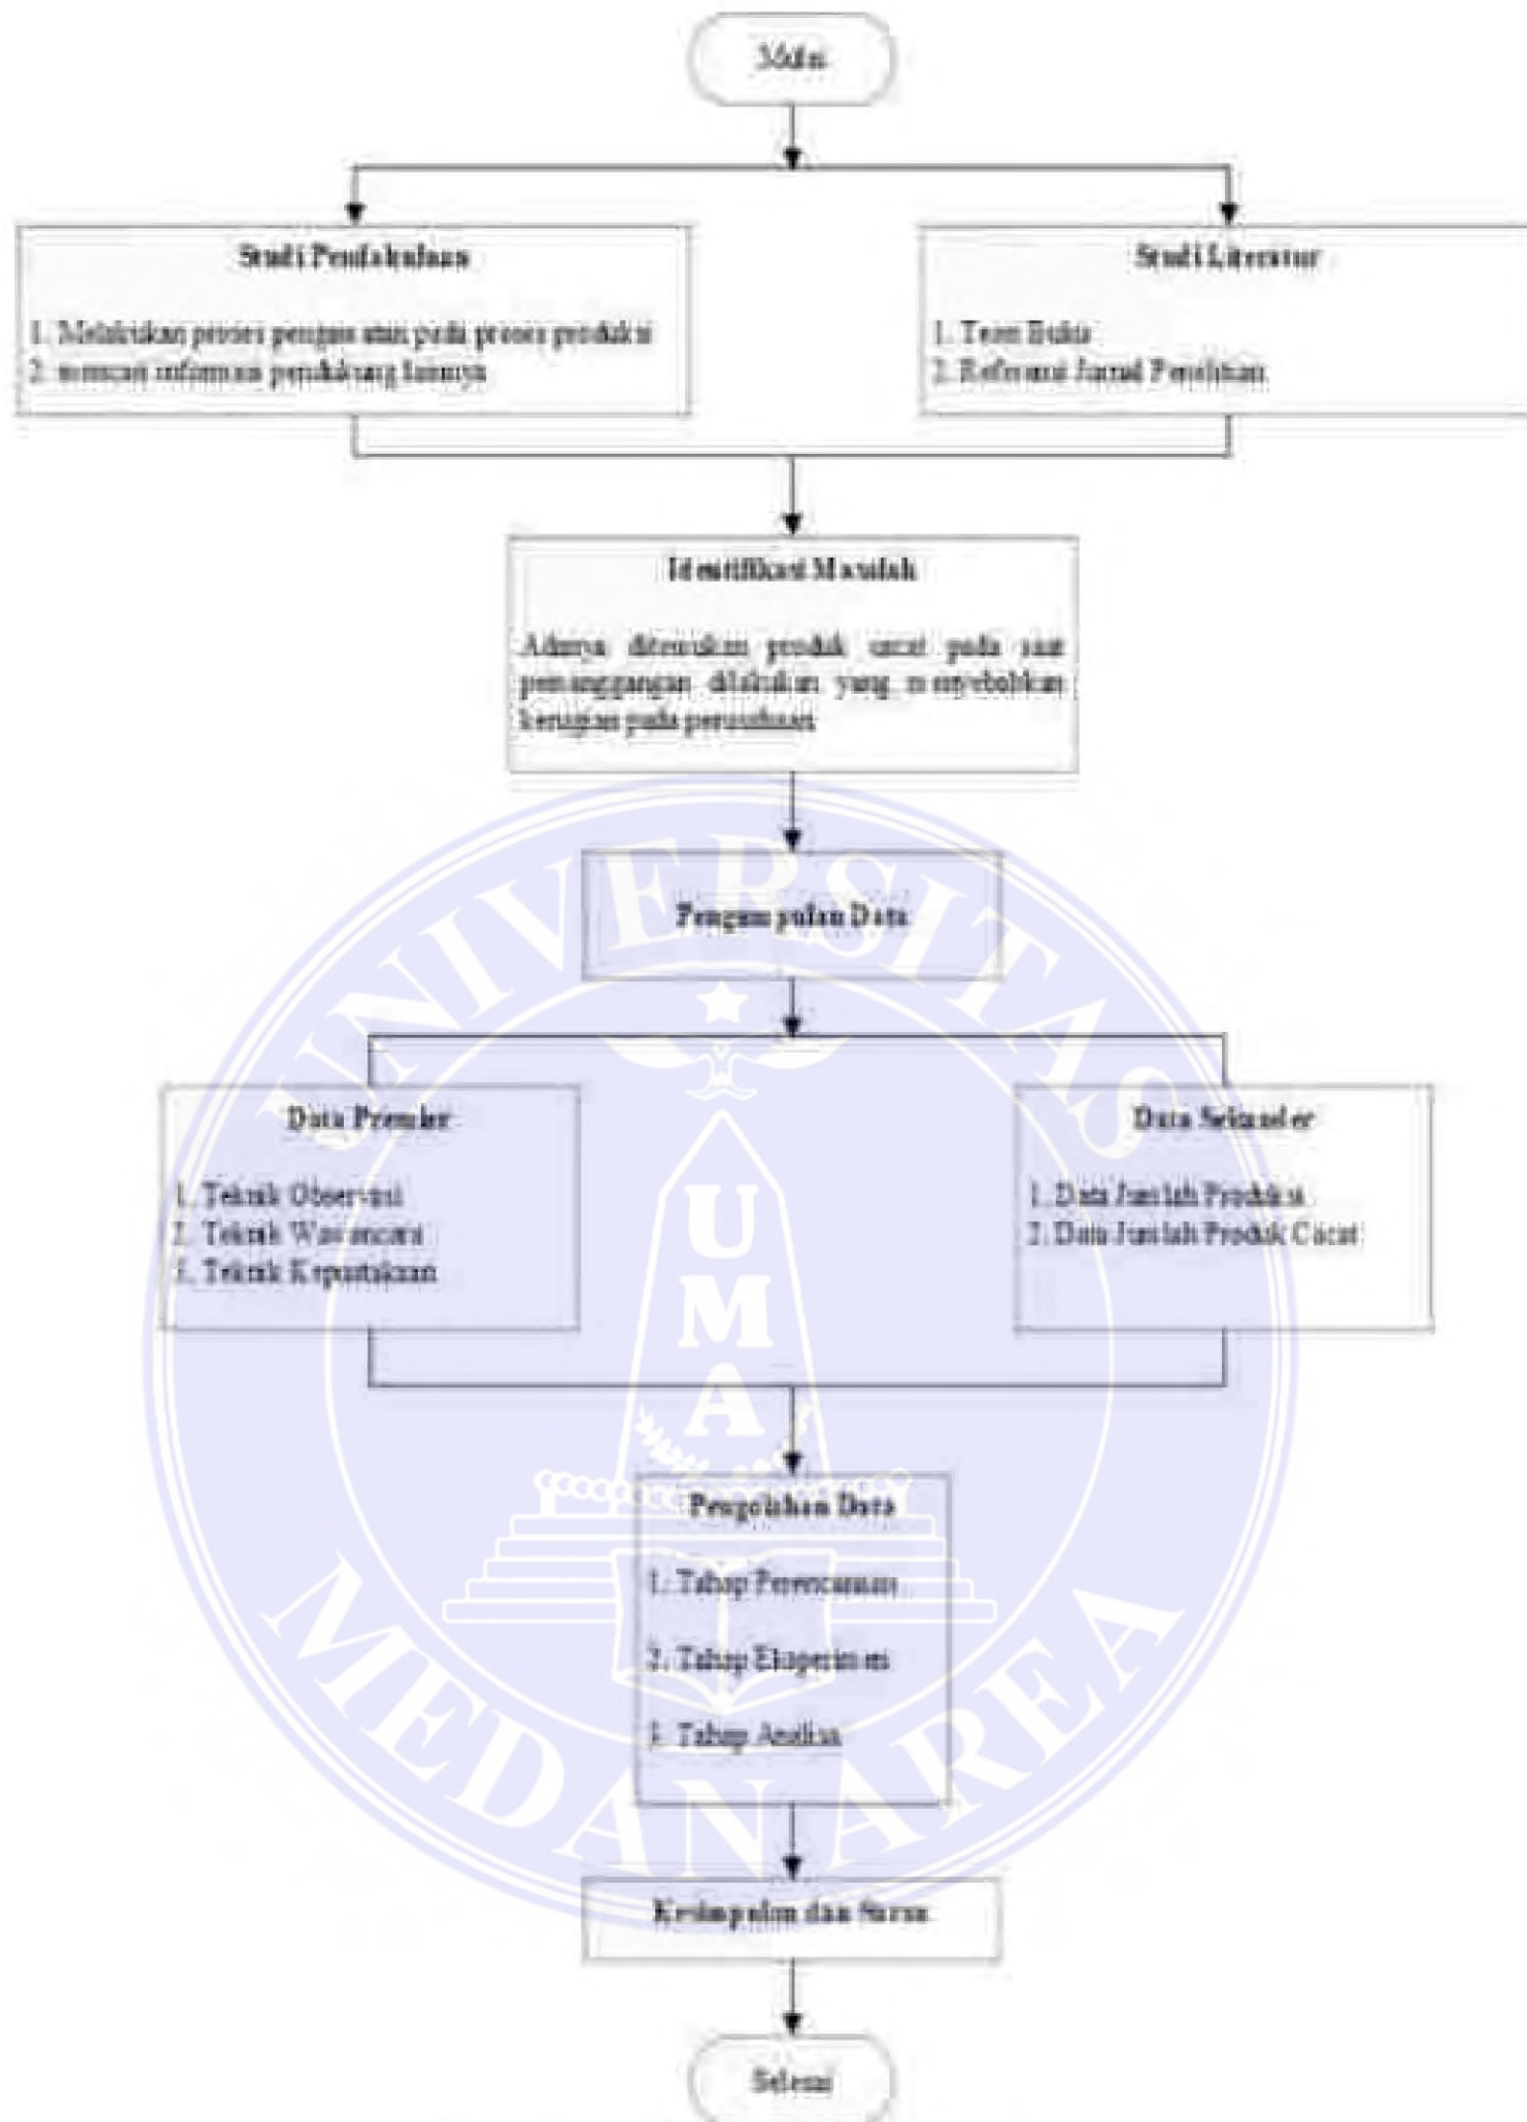 Mulai
Studi Pendahuluan
1. Melakukan proses pengamatan pada proses produksi
2. mencari informasi pendukung lainnya
Studi Literatur
1. Teori Buku
2. Referensi Jurnal Penelitian
Identifikasi Masalah
Adanya ditemukan produk cacat pada saat
pemanggangan dilakukan yang menyebabkan
kerugian pada perusahaan
Pengumpulan Data
Data Premier
1. Teknik Observasi
2. Teknik Wawancara
3. Teknik Kepustakaan
Data Sekunder
1. Data Jumlah Produksi
2. Data Jumlah Produk Cacat
Pengolahan Data
1. Tahap Perencanaan
2. Tahap Eksperimen
3. Tahap Analisa
Kesimpulan dan Saran
Selesai
UNIVERSITAS
UMA
MEDAN AREA